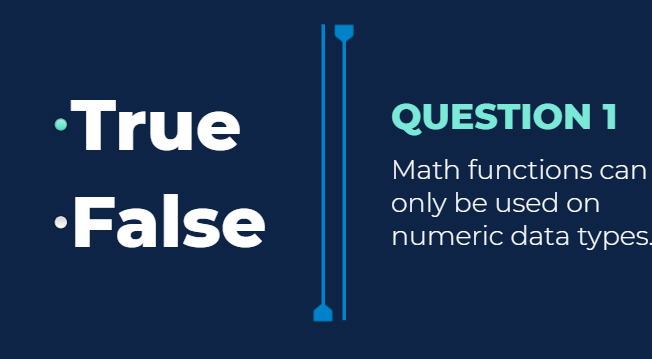 •True
•False
QUESTION 1
Math functions can
only be used on
numeric data types.